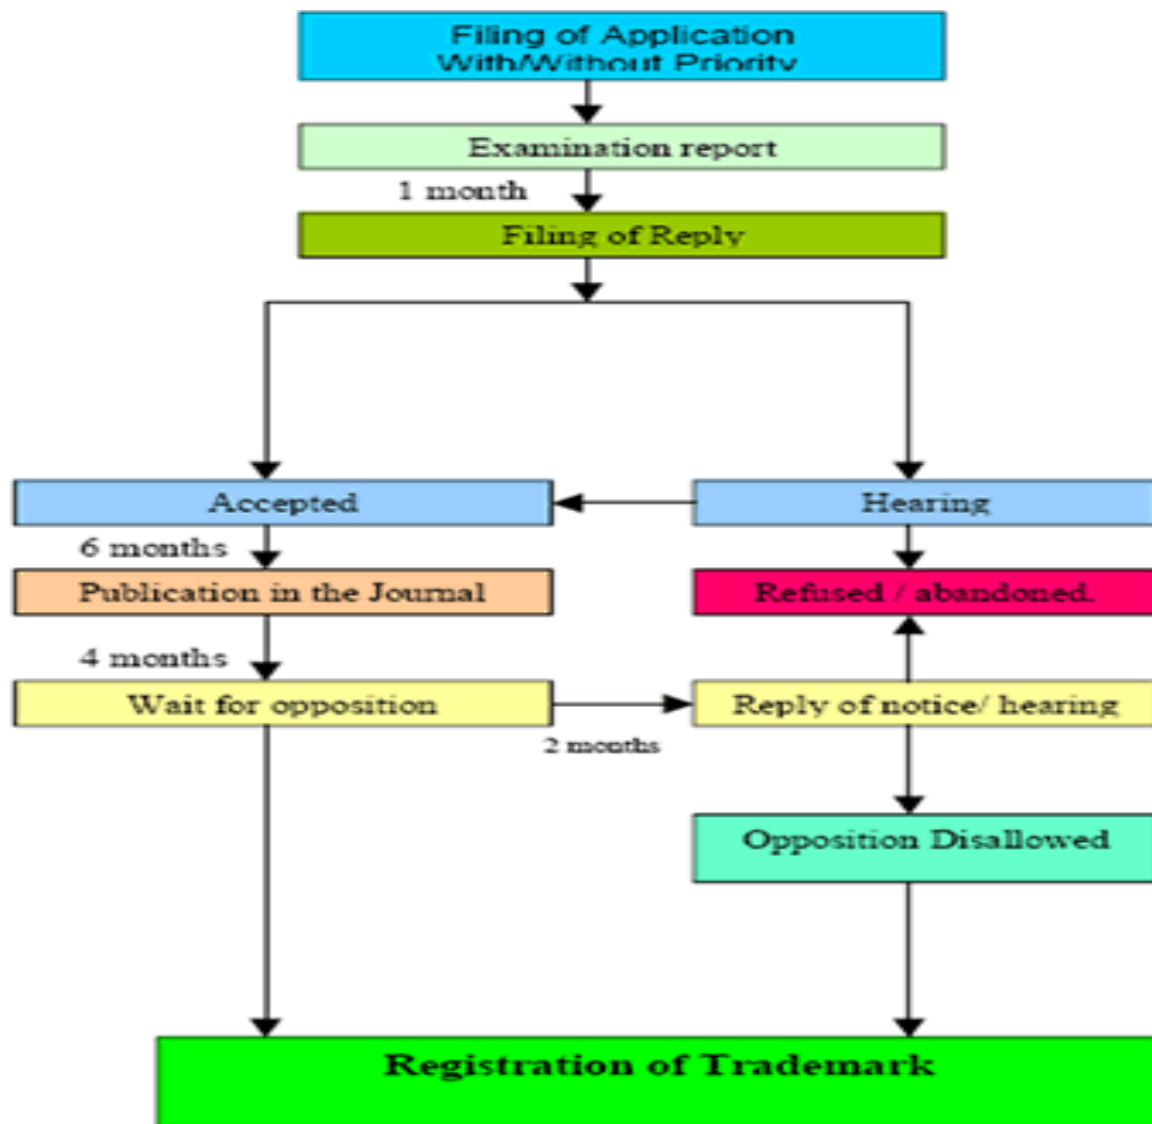 Filing of Application
With/Without Priority
Examination report
1 month
Filing of Reply
Accepted
Hearing
6 months
Publication in the Journal
Refused / abandoned.
4 months
Wait for opposition
Reply of notice/ hearing
2 months
Opposition Disallowed
Registration of Trademark